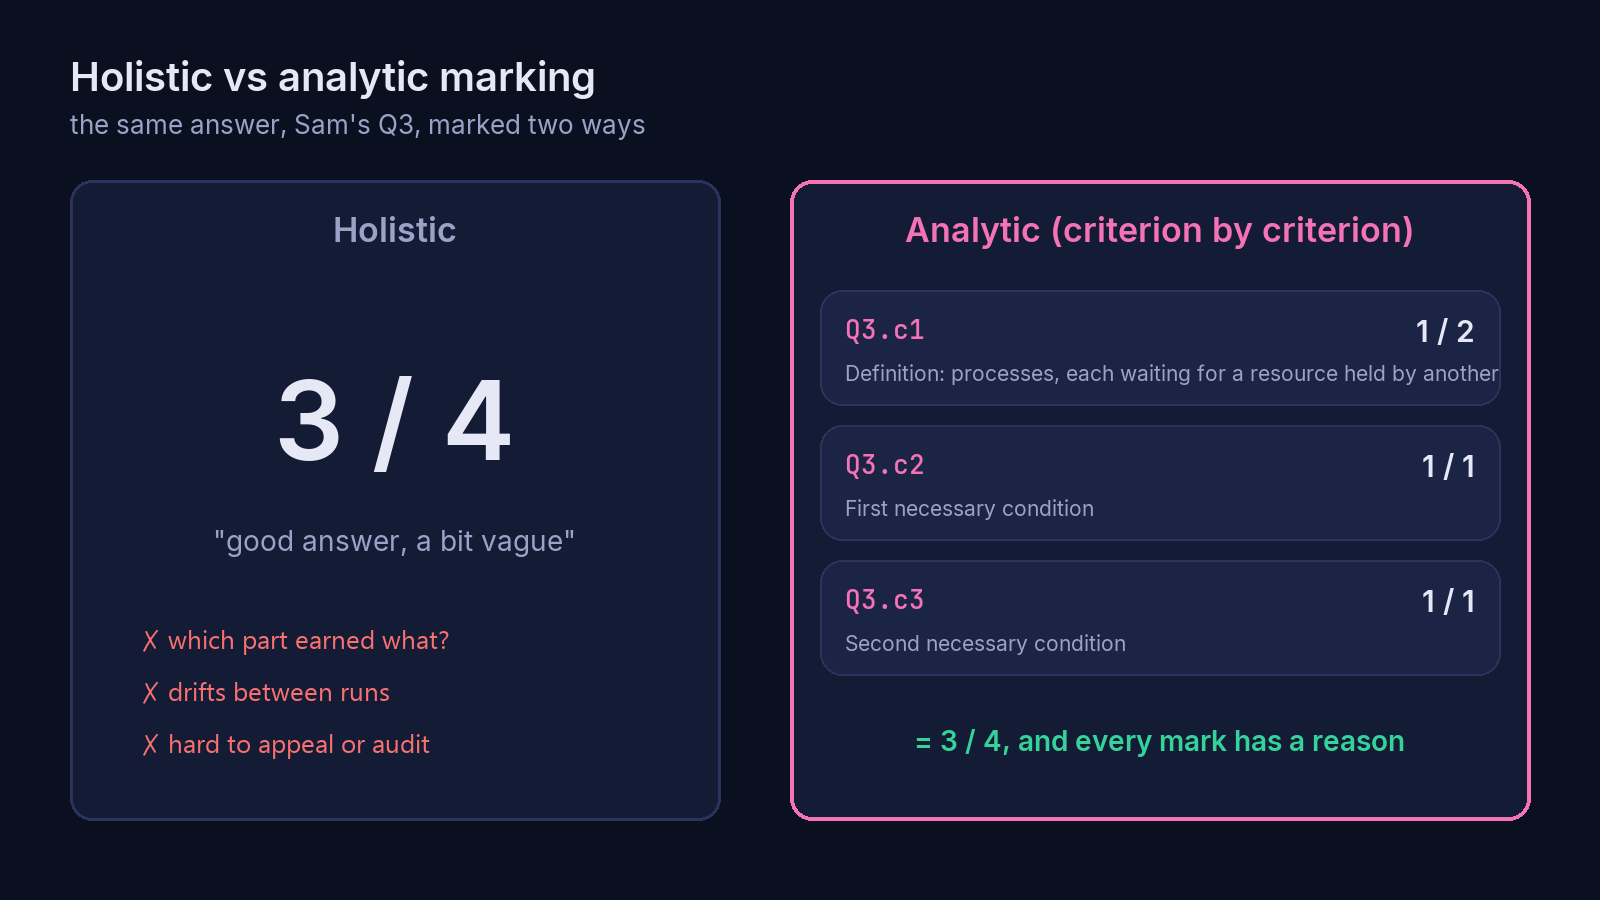 Holistic vs analytic marking
the same answer, Sam's Q3, marked two ways
Holistic
3 / 4
"good answer, a bit vague"
✗ which part earned what?
✗ drifts between runs
✗ hard to appeal or audit
Analytic (criterion by criterion)
Q3.c1 1 / 2
Definition: processes, each waiting for a resource held by another
Q3.c2 1 / 1
First necessary condition
Q3.c3 1 / 1
Second necessary condition
= 3 / 4, and every mark has a reason